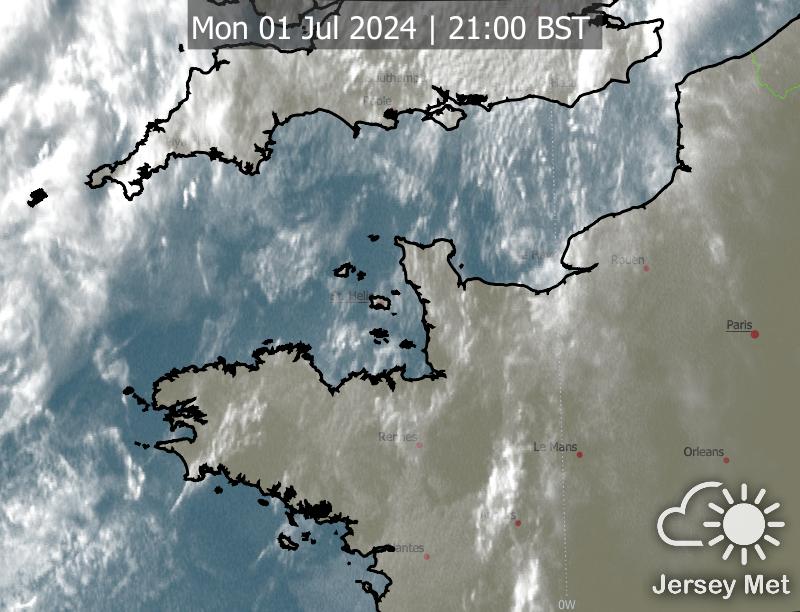 Mon 01 Jul 2024 | 21:00 BST
Poole
St. Helier
Rouen
Paris
Rennes
Le Mans
Orleans
Nantes
0W
Jersey Met